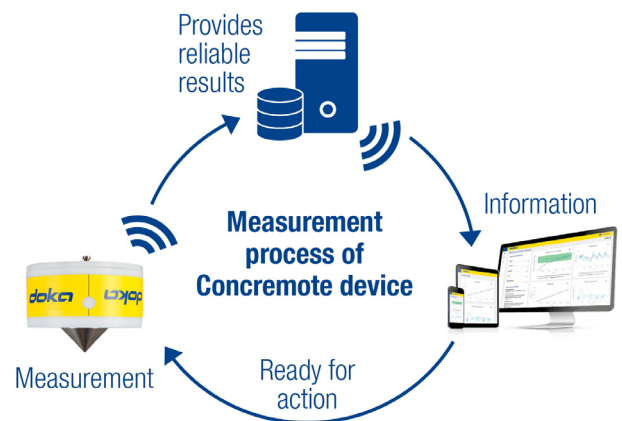 Provides
reliable
results
Information
Measurement
process of
Concremote device
doka
doka
Measurement
Ready for
action